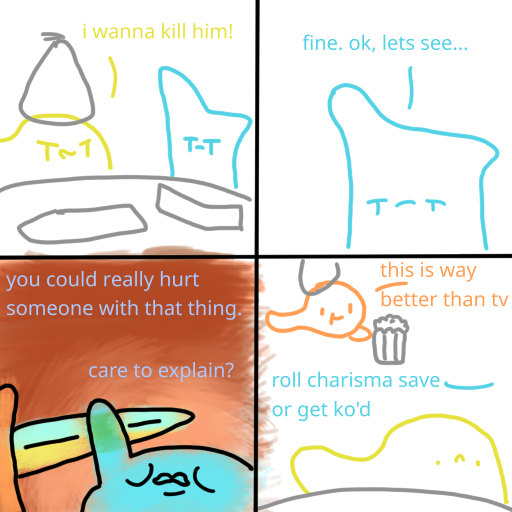 i wanna kill him!
fine. ok, lets see...
you could really hurt
someone with that thing.
care to explain?
this is way
better than tv
roll charisma save
or get ko'd